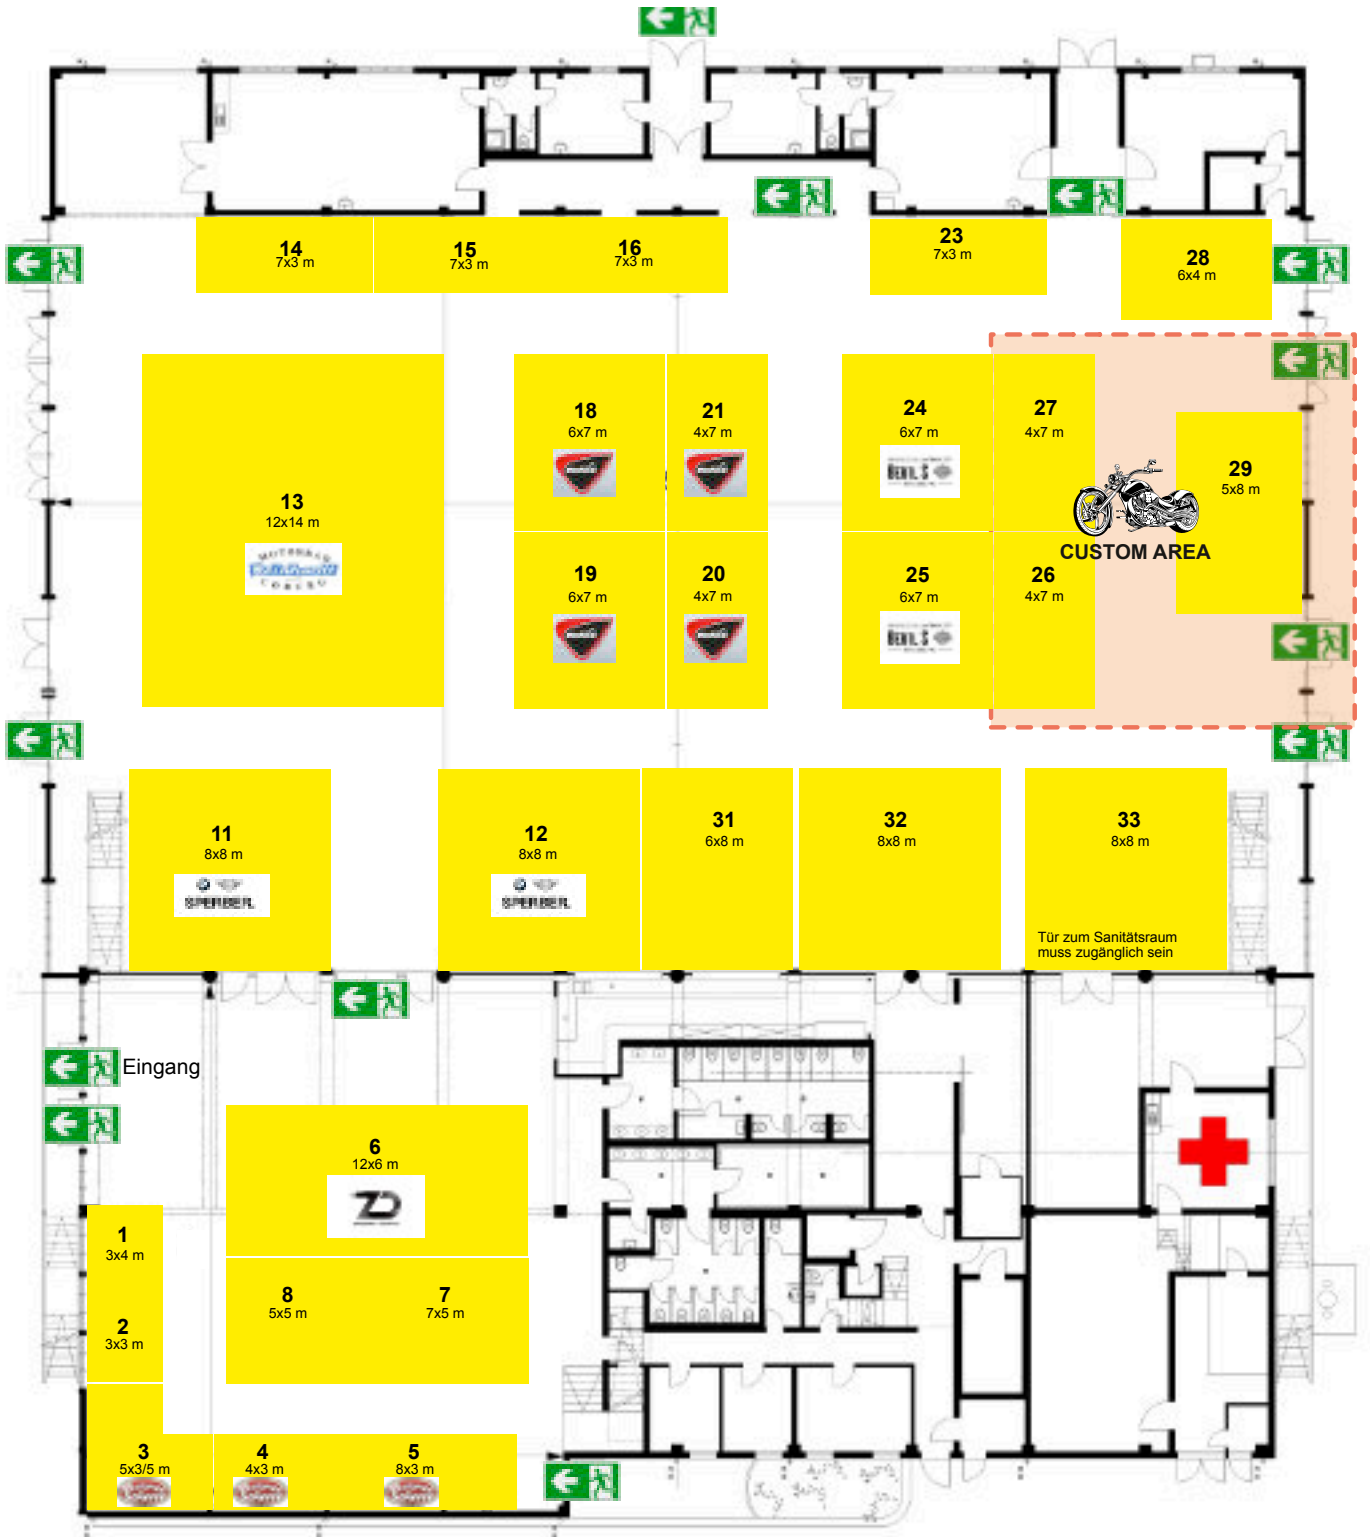 14
7x3 m
15
7x3 m
16
7x3 m
23
7x3 m
28
6x4 m
13
12x14 m
MOTORRAD
COBURG
18
6x7 m
21
4x7 m
24
6x7 m
27
4x7 m
29
5x8 m
CUSTOM AREA
19
6x7 m
20
4x7 m
25
6x7 m
26
4x7 m
11
8x8 m
SPERBER
12
8x8 m
SPERBER
31
6x8 m
32
8x8 m
33
8x8 m
Tür zum Sanitätsraum
muss zugänglich sein
Eingang
6
12x6 m
ZD
1
3x4 m
2
3x3 m
8
5x5 m
7
7x5 m
3
5x3/5 m
4
4x3 m
5
8x3 m